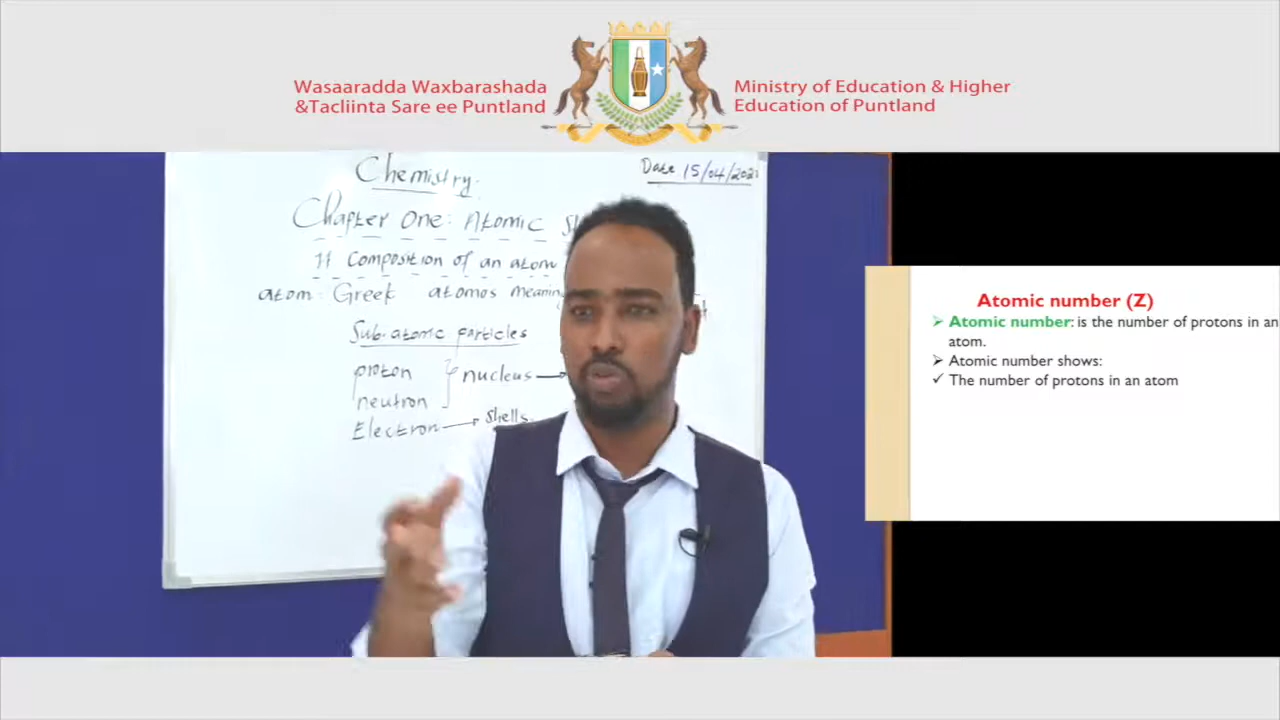 Wasaaradda Waxbarashada
&Tacliinta Sare ee Puntland
Ministry of Education & Higher
Education of Puntland
Chemistry.
Date 15/04/202
Chapter One: Atomic
Composition of an atom
atom: Greek atomos meaning
Sub-atomic particles
proton
nucleus
neutron
Electron → shells
Atomic number (Z)
➢ Atomic number: is the number of protons in an
atom.
➢ Atomic number shows:
✓ The number of protons in an atom